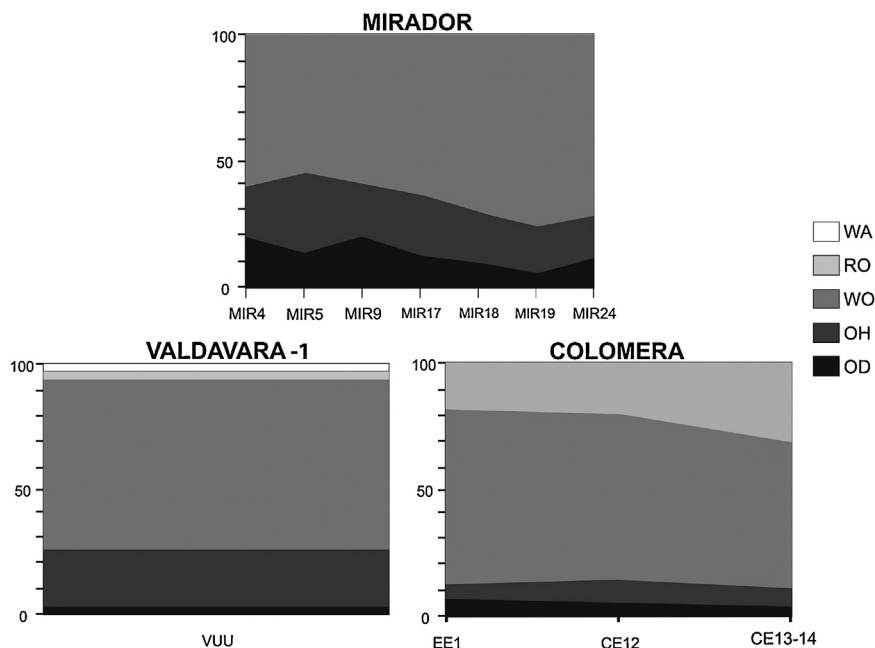 MIRADOR
100
50
0
MIR4 MIR5 MIR9 MIR17 MIR18 MIR19 MIR24
WA
RO
WO
OH
OD
VALDAVARA -1
100
50
0
VUU
COLOMERA
100
50
0
EE1 CE12 CE13-14